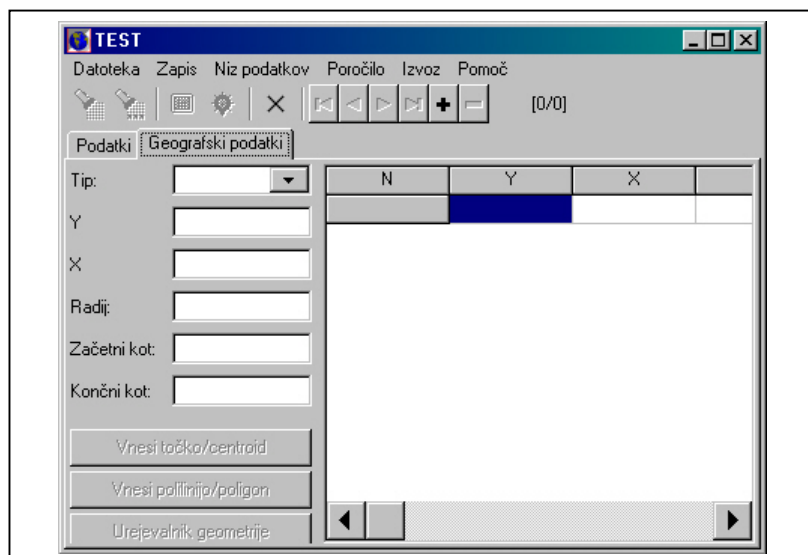 TEST
Datoteka Zapis Niz podatkov Poročilo Izvoz Pomoč
[0/0]
Podatki Geografski podatki
Tip: N Y X
Y
X
Radij:
Začetni kot:
Končni kot:
Vnesi točko/centroid
Vnesi polilinijo/poligon
Urejevalnik geometrije